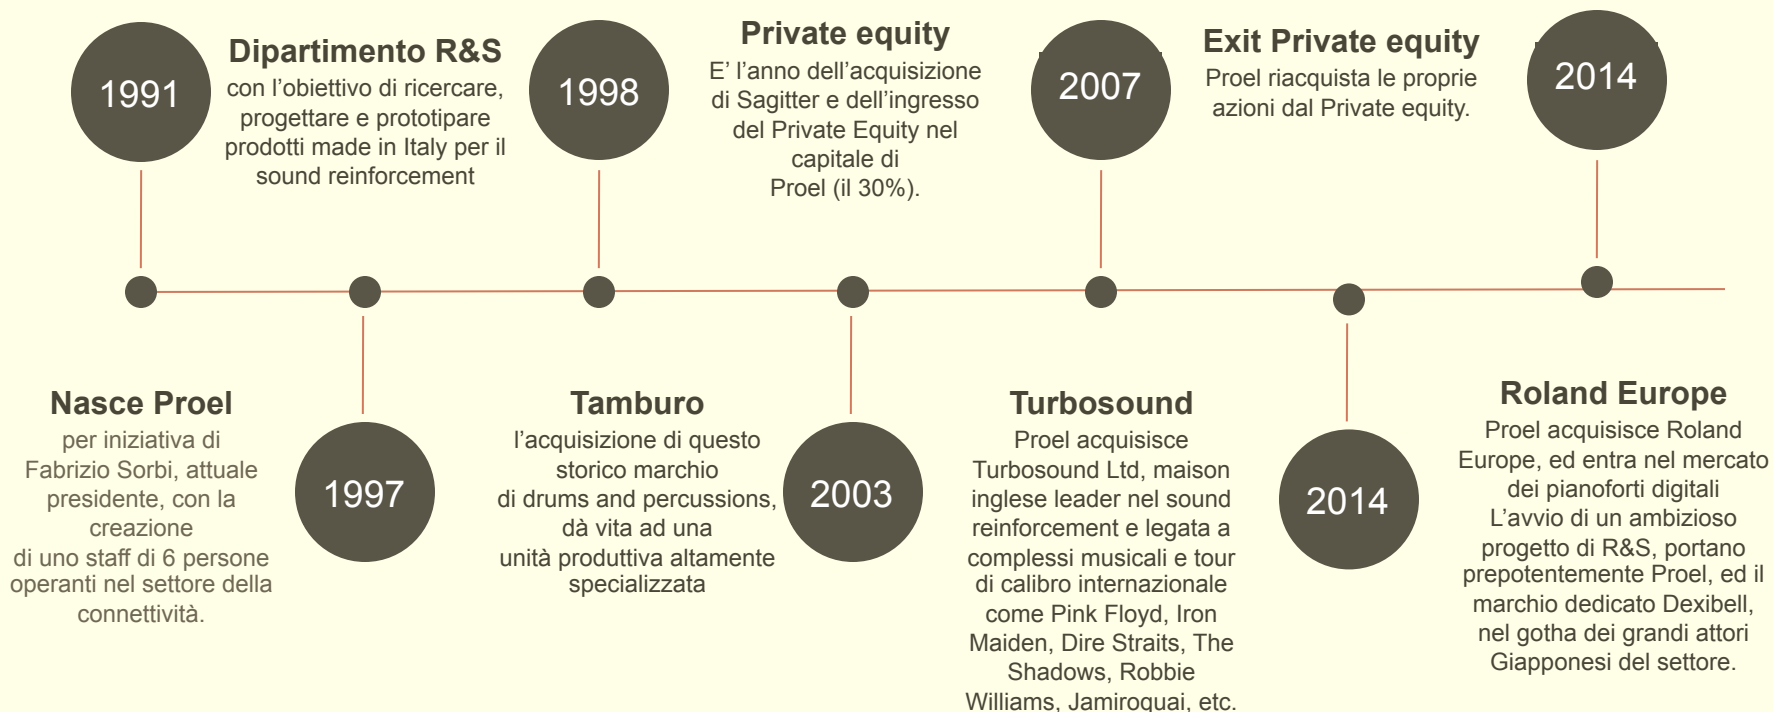 1991
Nasce Proel
per iniziativa di
Fabrizio Sorbi, attuale
presidente, con la
creazione
di uno staff di 6 persone
operanti nel settore della
connettività.
Dipartimento R&S
con l’obiettivo di ricercare,
progettare e prototipare
prodotti made in Italy per il
sound reinforcement
1997
1998
Tamburo
l’acquisizione di questo
storico marchio
di drums and percussions,
dà vita ad una
unità produttiva altamente
specializzata
Private equity
E’ l’anno dell’acquisizione
di Sagitter e dell’ingresso
del Private Equity nel
capitale di
Proel (il 30%).
2003
2007
Turbosound
Proel acquisisce
Turbosound Ltd, maison
inglese leader nel sound
reinforcement e legata a
complessi musicali e tour
di calibro internazionale
come Pink Floyd, Iron
Maiden, Dire Straits, The
Shadows, Robbie
Williams, Jamiroquai, etc.
Exit Private equity
Proel riacquista le proprie
azioni dal Private equity.
2014
2014
Roland Europe
Proel acquisisce Roland
Europe, ed entra nel mercato
dei pianoforti digitali
L’avvio di un ambizioso
progetto di R&S, portano
prepotentemente Proel, ed il
marchio dedicato Dexibell,
nel gotha dei grandi attori
Giapponesi del settore.